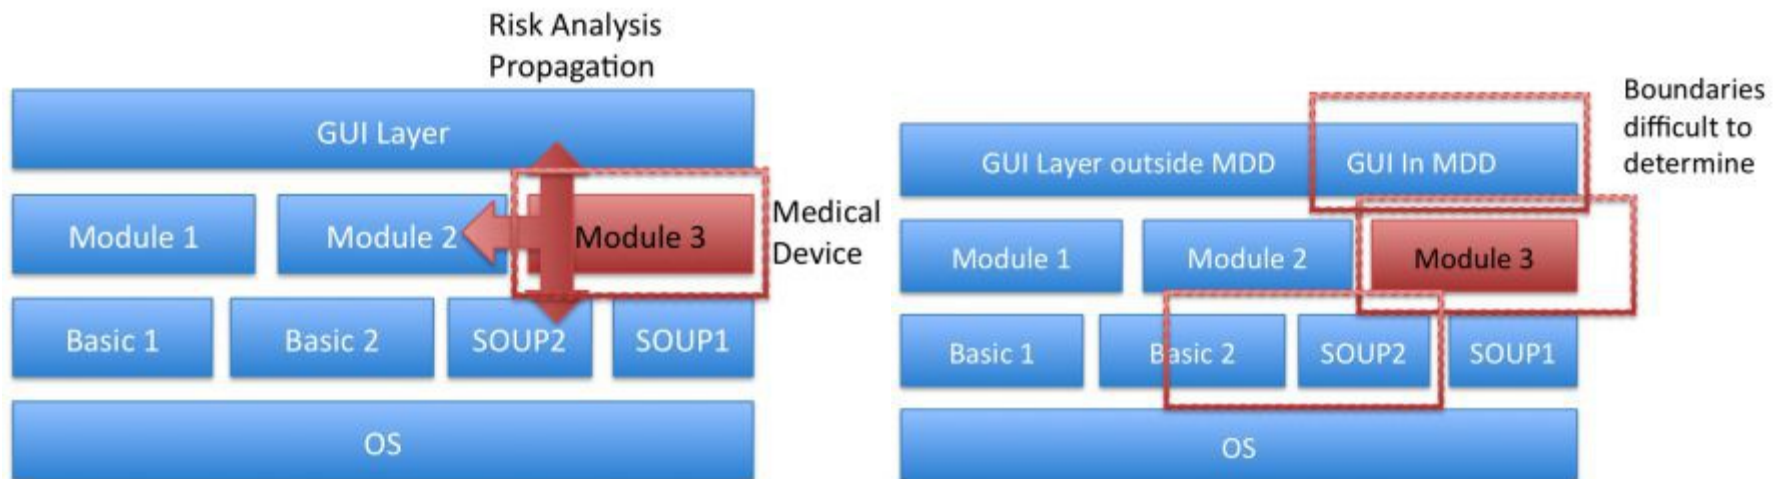 Risk Analysis
Propagation
GUI Layer
Module 1
Module 2
Module 3
Medical
Device
Basic 1
Basic 2
SOUP2
SOUP1
OS
Boundaries
difficult to
determine
GUI Layer outside MDD
GUI In MDD
Module 1
Module 2
Module 3
Basic 1
Basic 2
SOUP2
SOUP1
OS